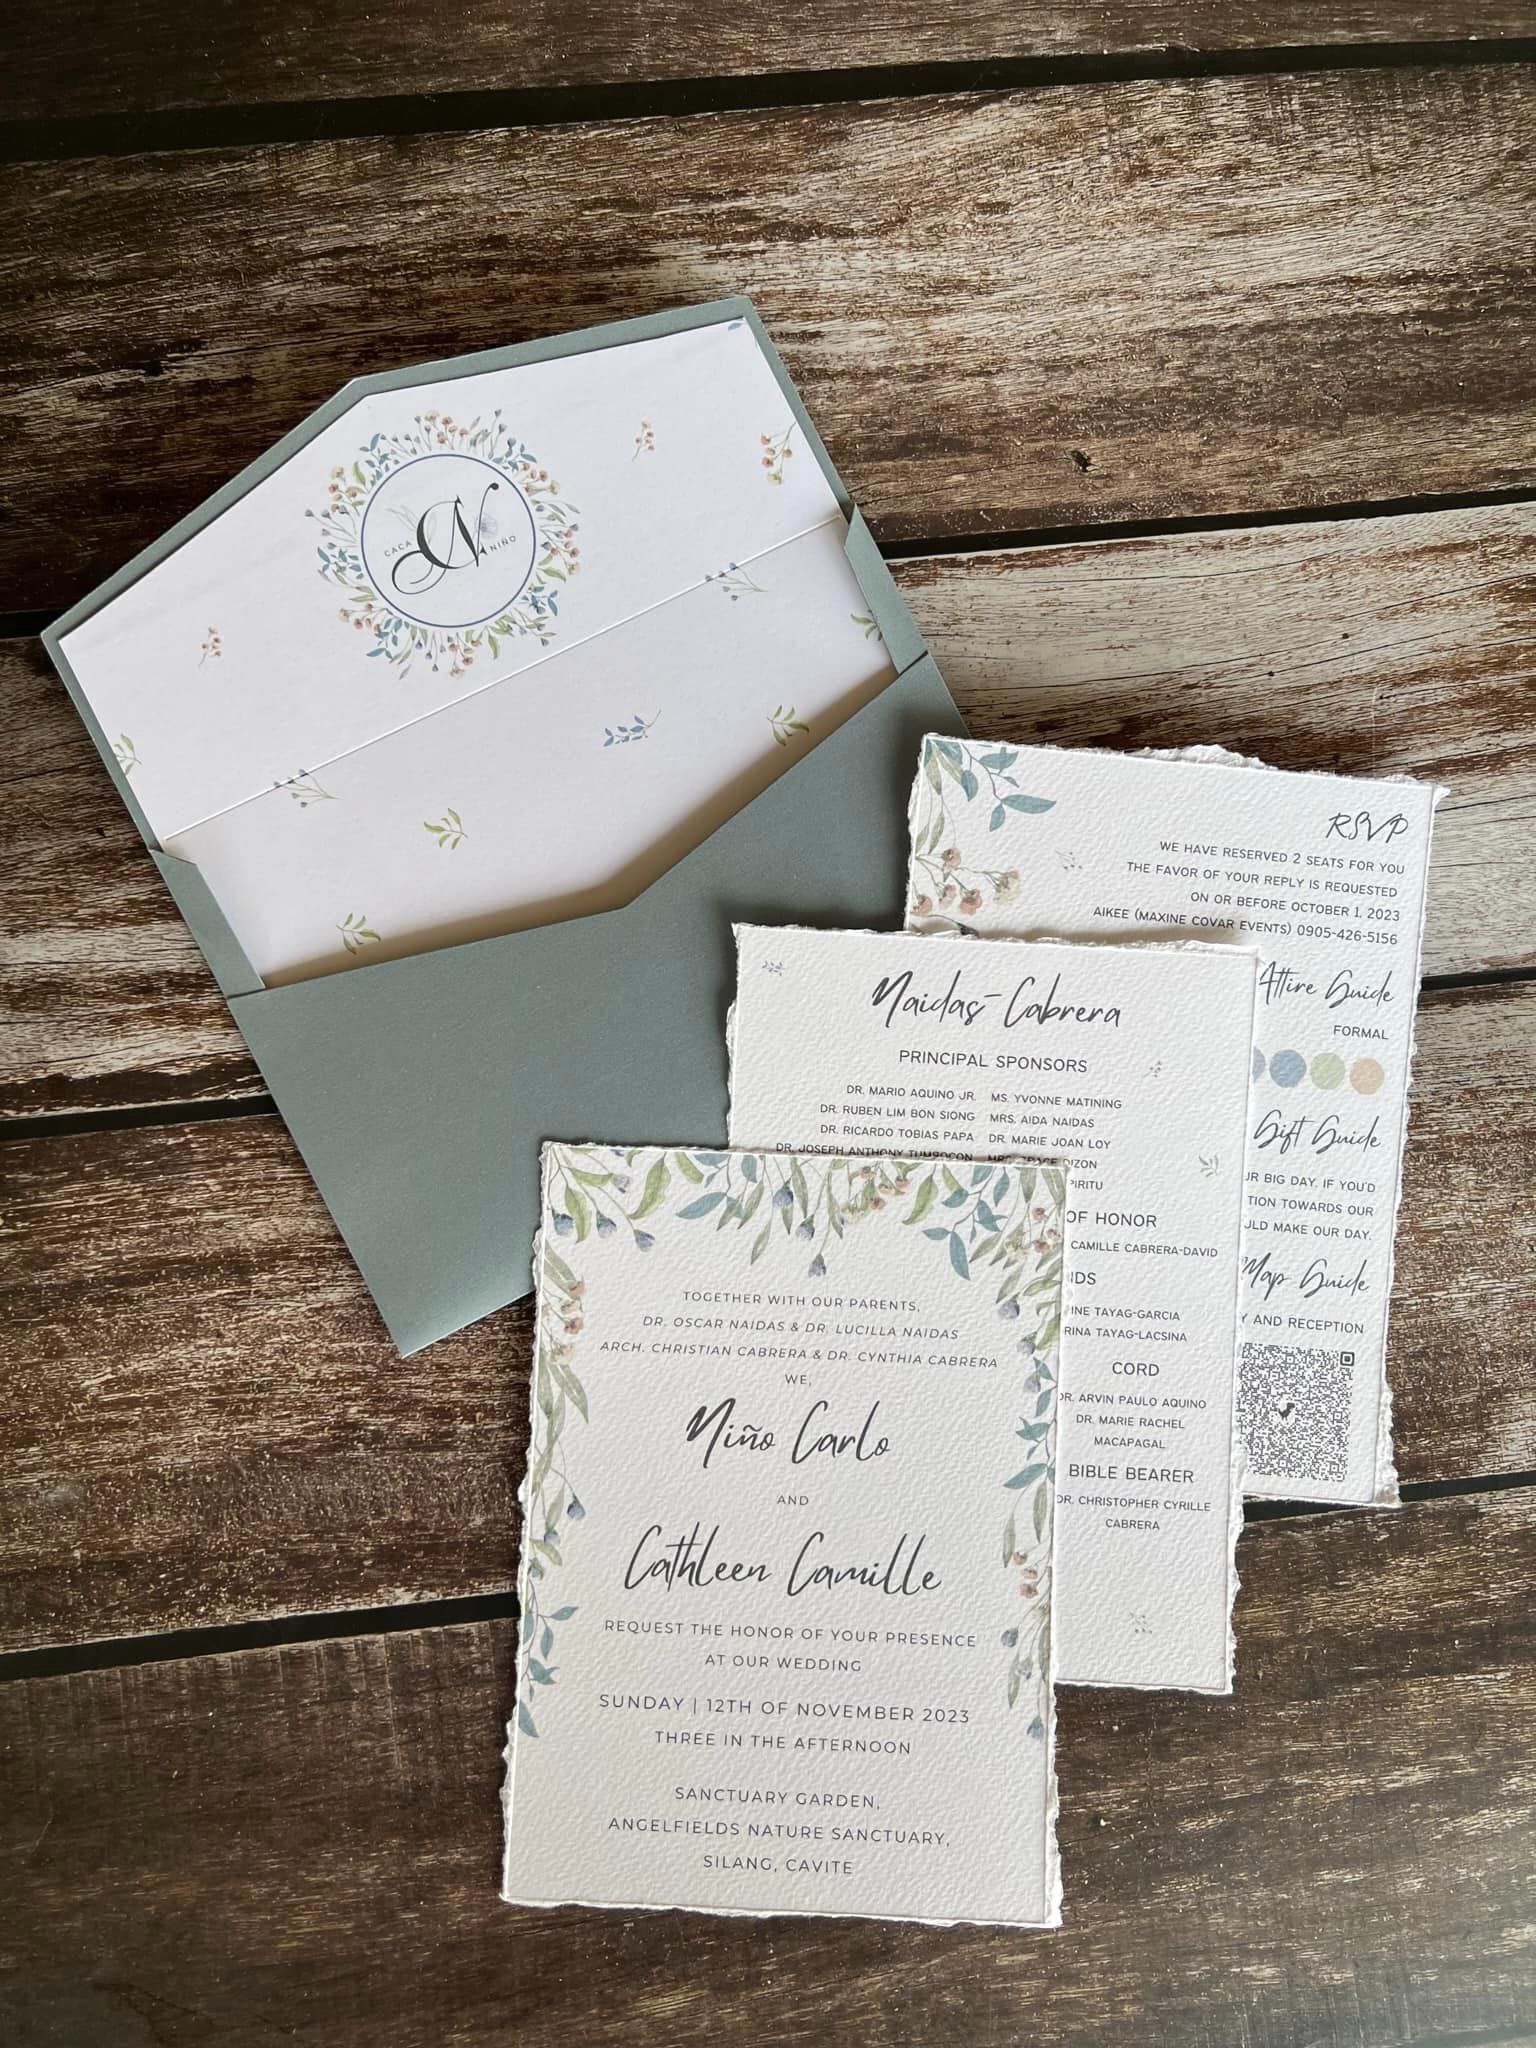 CACA
CN
NIÑO
RSVP
WE HAVE RESERVED 2 SEATS FOR YOU
THE FAVOR OF YOUR REPLY IS REQUESTED
ON OR BEFORE OCTOBER 1, 2023
AIKEE (MAXINE COVAR EVENTS) 0905-426-5156
Attire Guide
FORMAL
Gift Guide
BIG DAY. IF YOU'D
TOWARDS OUR
MAKE OUR DAY.
Map Guide
AND RECEPTION
Naidas-Cabrera
PRINCIPAL SPONSORS
DR. MARIO AQUINO JR. MS. YVONNE MATINING
DR. RUBEN LIM BON SIONG MRS. AIDA NAIDAS
DR. RICARDO TOBIAS PAPA DR. MARIE JOAN LOY
DR. JOSEPH ANTHONY TUMBOCON MRS. GRACE DIZON
OF HONOR
CAMILLE CABRERA-DAVID
TAYAG-GARCIA
TAYAG-LACSINA
CORD
DR. ARVIN PAULO AQUINO
DR. MARIE RACHEL
MACAPAGAL
BIBLE BEARER
DR. CHRISTOPHER CYRILLE
CABRERA
TOGETHER WITH OUR PARENTS,
DR. OSCAR NAIDAS & DR. LUCILLA NAIDAS
ARCH. CHRISTIAN CABRERA & DR. CYNTHIA CABRERA
WE,
Niño Carlo
AND
Cathleen Camille
REQUEST THE HONOR OF YOUR PRESENCE
AT OUR WEDDING
SUNDAY | 12TH OF NOVEMBER 2023
THREE IN THE AFTERNOON
SANCTUARY GARDEN,
ANGELFIELDS NATURE SANCTUARY,
SILANG, CAVITE